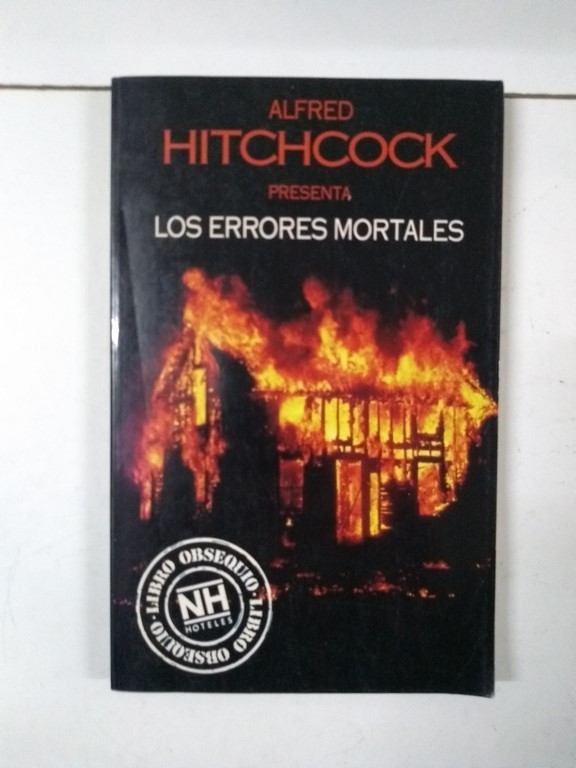 ALFRED
HITCHCOCK
PRESENTA
LOS ERRORES MORTALES
LIBRO OBSEQUIO · LIBRO OBSEQUIO ·
NH
HOTELES